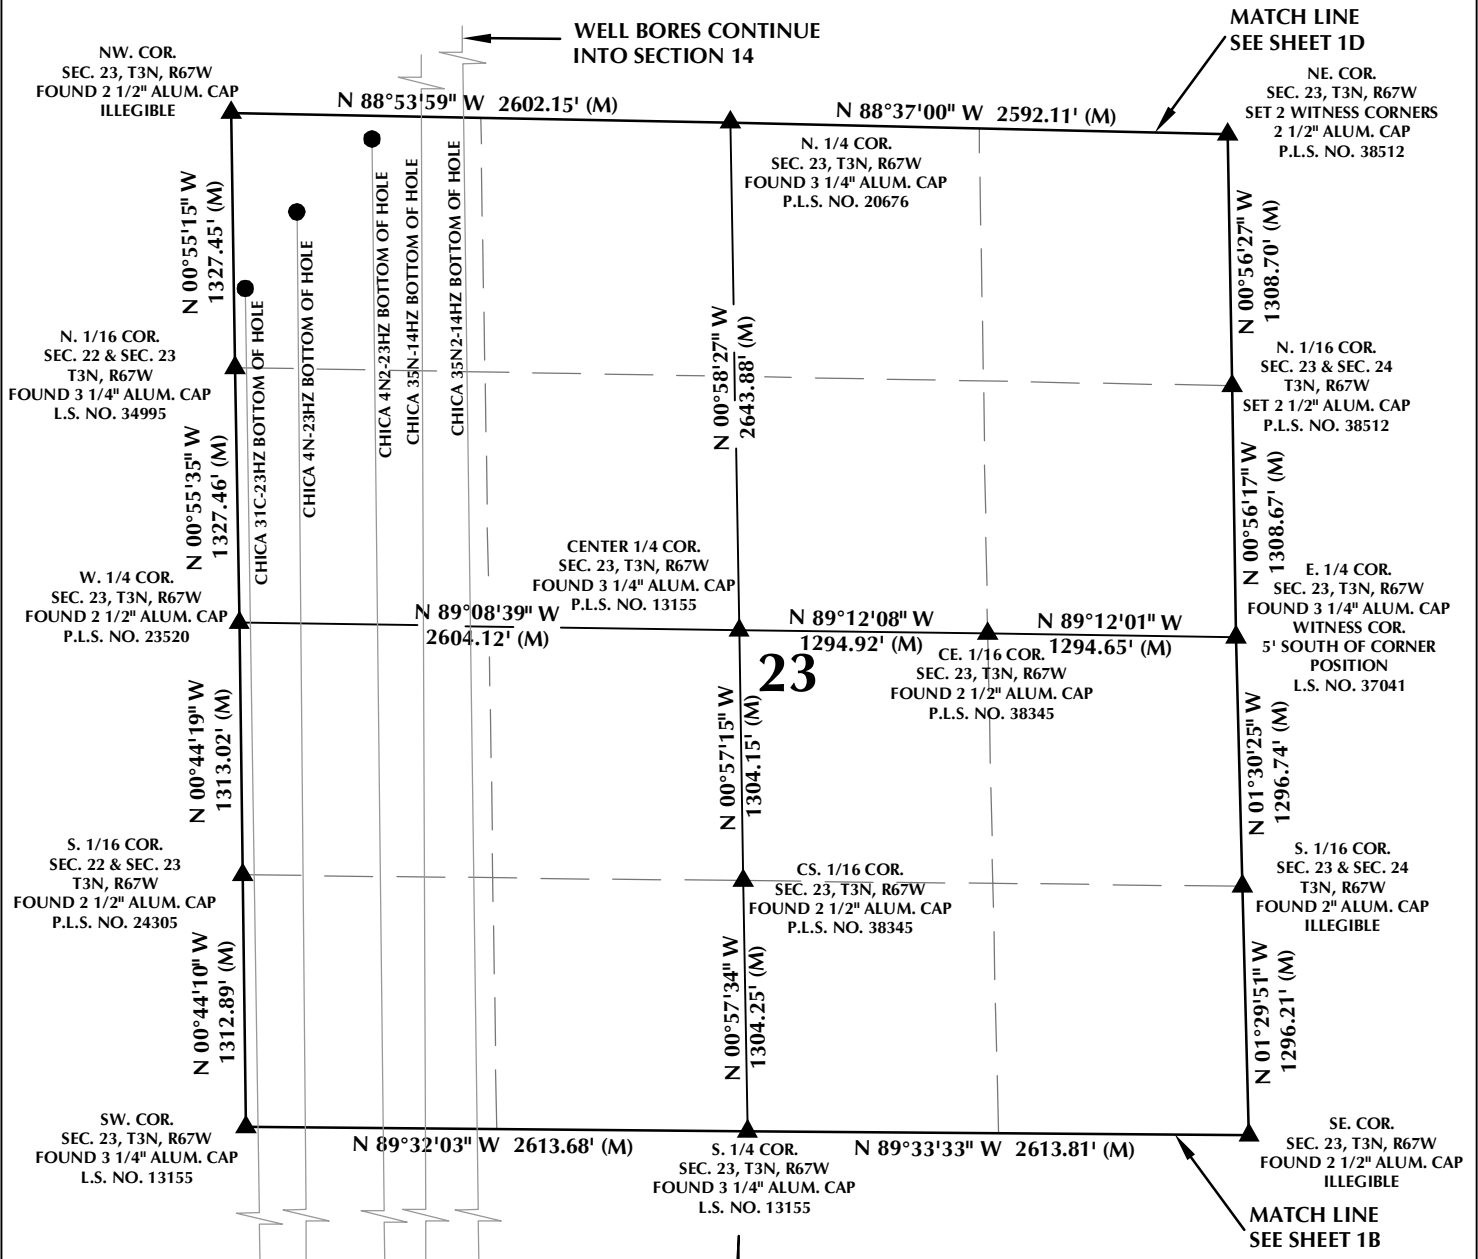 WELL BORES CONTINUE
INTO SECTION 14
MATCH LINE
SEE SHEET 1D
NW. COR.
SEC. 23, T3N, R67W
FOUND 2 1/2" ALUM. CAP
ILLEGIBLE
N 88°53'59" W 2602.15' (M)
N 88°37'00" W 2592.11' (M)
NE. COR.
SEC. 23, T3N, R67W
SET 2 WITNESS CORNERS
2 1/2" ALUM. CAP
P.L.S. NO. 38512
N. 1/4 COR.
SEC. 23, T3N, R67W
FOUND 3 1/4" ALUM. CAP
P.L.S. NO. 20676
N 00°55'15" W
1327.45' (M)
CHICA 31C-23HZ BOTTOM OF HOLE
CHICA 4N-23HZ BOTTOM OF HOLE
CHICA 4N2-23HZ BOTTOM OF HOLE
CHICA 35N-14HZ BOTTOM OF HOLE
CHICA 35N2-14HZ BOTTOM OF HOLE
N 00°58'27" W
2643.88' (M)
N 00°56'27" W
1308.70' (M)
N. 1/16 COR.
SEC. 22 & SEC. 23
T3N, R67W
FOUND 3 1/4" ALUM. CAP
L.S. NO. 34995
N. 1/16 COR.
SEC. 23 & SEC. 24
T3N, R67W
SET 2 1/2" ALUM. CAP
P.L.S. NO. 38512
N 00°55'35" W
1327.46' (M)
N 00°56'17" W
1308.67' (M)
W. 1/4 COR.
SEC. 23, T3N, R67W
FOUND 2 1/2" ALUM. CAP
P.L.S. NO. 23520
CENTER 1/4 COR.
SEC. 23, T3N, R67W
FOUND 3 1/4" ALUM. CAP
P.L.S. NO. 13155
E. 1/4 COR.
SEC. 23, T3N, R67W
FOUND 3 1/4" ALUM. CAP
WITNESS COR.
5' SOUTH OF CORNER
POSITION
L.S. NO. 37041
N 89°08'39" W
2604.12' (M)
N 89°12'08" W
1294.92' (M)
N 89°12'01" W
1294.65' (M)
23
CE. 1/16 COR.
SEC. 23, T3N, R67W
FOUND 2 1/2" ALUM. CAP
P.L.S. NO. 38345
N 00°44'19" W
1313.02' (M)
N 00°57'15" W
1304.15' (M)
N 01°30'25" W
1296.74' (M)
S. 1/16 COR.
SEC. 22 & SEC. 23
T3N, R67W
FOUND 2 1/2" ALUM. CAP
P.L.S. NO. 24305
CS. 1/16 COR.
SEC. 23, T3N, R67W
FOUND 2 1/2" ALUM. CAP
P.L.S. NO. 38345
S. 1/16 COR.
SEC. 23 & SEC. 24
T3N, R67W
FOUND 2" ALUM. CAP
ILLEGIBLE
N 00°44'10" W
1312.89' (M)
N 00°57'34" W
1304.25' (M)
N 01°29'51" W
1296.21' (M)
SW. COR.
SEC. 23, T3N, R67W
FOUND 3 1/4" ALUM. CAP
L.S. NO. 13155
N 89°32'03" W 2613.68' (M)
S. 1/4 COR.
SEC. 23, T3N, R67W
FOUND 3 1/4" ALUM. CAP
L.S. NO. 13155
N 89°33'33" W 2613.81' (M)
SE. COR.
SEC. 23, T3N, R67W
FOUND 2 1/2" ALUM. CAP
ILLEGIBLE
MATCH LINE
SEE SHEET 1B